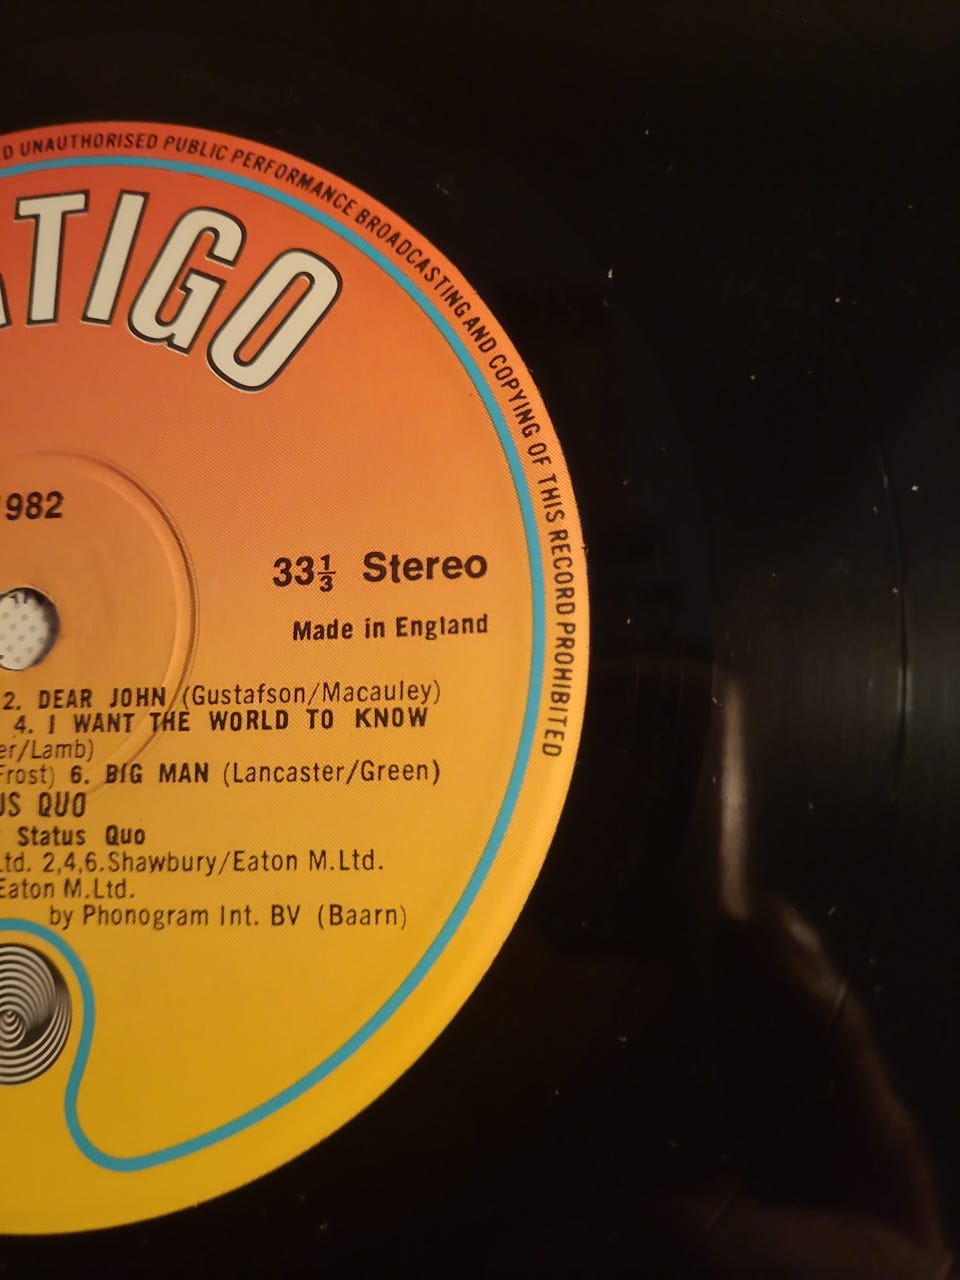 UNAUTHORISED PUBLIC PERFORMANCE BROADCASTING AND COPYING OF THIS RECORD PROHIBITED
TIGO
1982
33⅓ Stereo
Made in England
2. DEAR JOHN (Gustafson/Macauley)
4. I WANT THE WORLD TO KNOW
er/Lamb)
Frost) 6. BIG MAN (Lancaster/Green)
US QUO
Status Quo
Ltd. 2,4,6.Shawbury/Eaton M.Ltd.
Eaton M.Ltd.
by Phonogram Int. BV (Baarn)